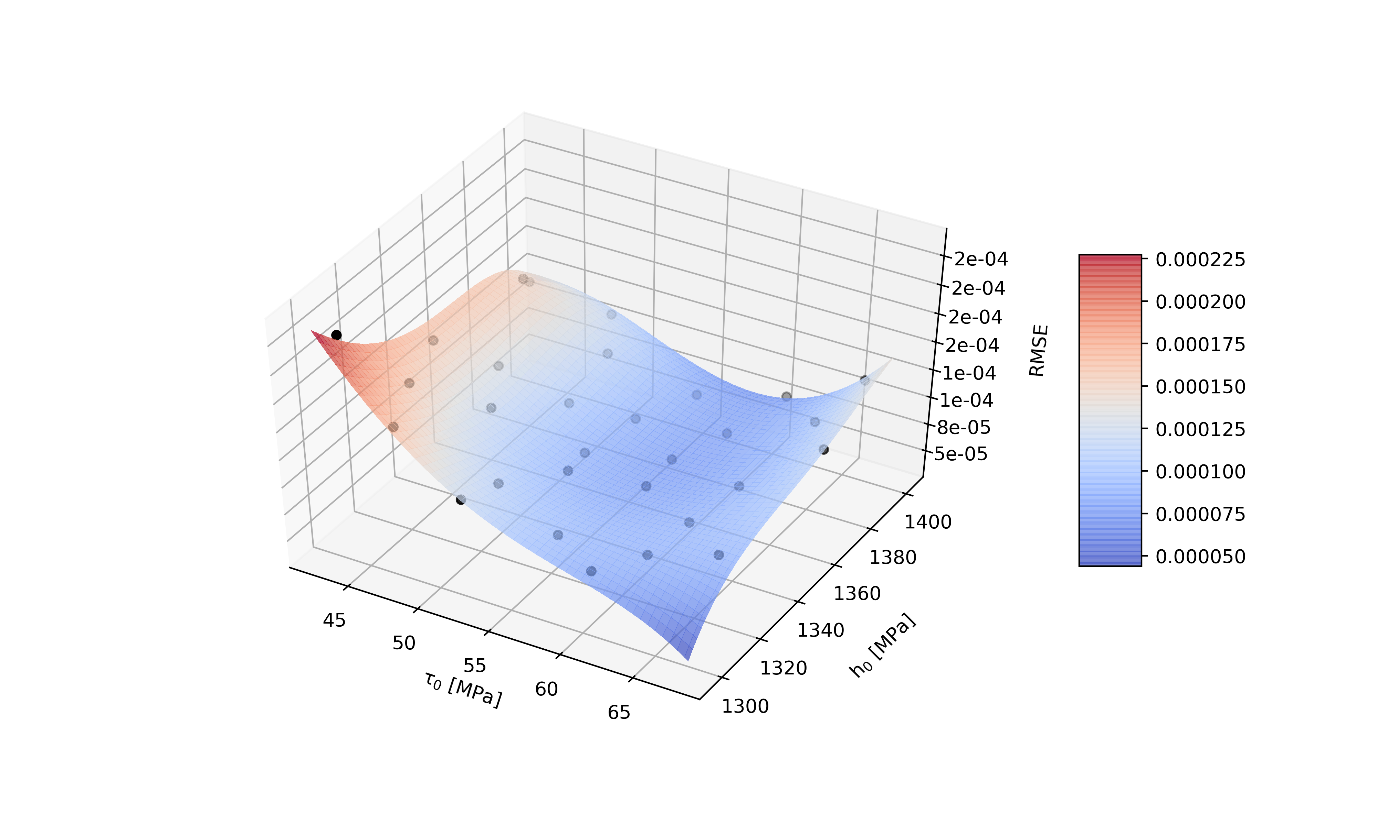 2e-04
2e-04
2e-04
2e-04
1e-04
1e-04
8e-05
5e-05
RMSE
45
50
55
60
65
τ₀ [MPa]
1300
1320
1340
1360
1380
1400
h₀ [MPa]
0.000225
0.000200
0.000175
0.000150
0.000125
0.000100
0.000075
0.000050